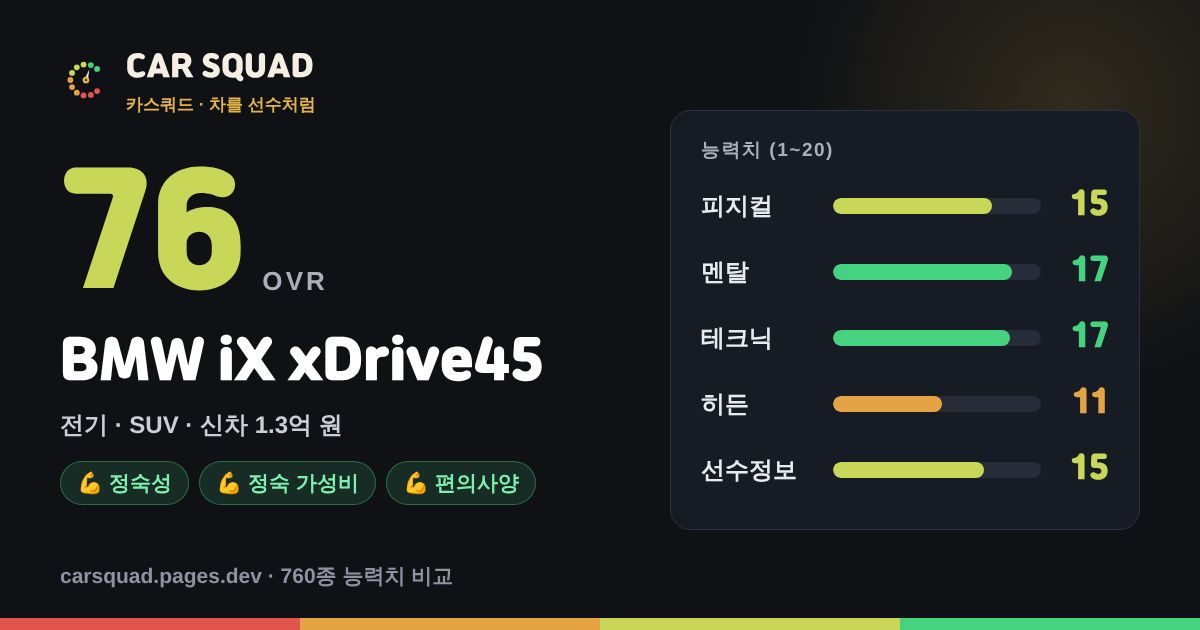 CAR SQUAD
카스쿼드 · 차를 선수처럼
76 OVR
BMW iX xDrive45
전기 · SUV · 신차 1.3억 원
💪 정숙성 💪 정숙 가성비 💪 편의사양
carsquad.pages.dev · 760종 능력치 비교
능력치 (1~20)
피지컬 15
멘탈 17
테크닉 17
히든 11
선수정보 15